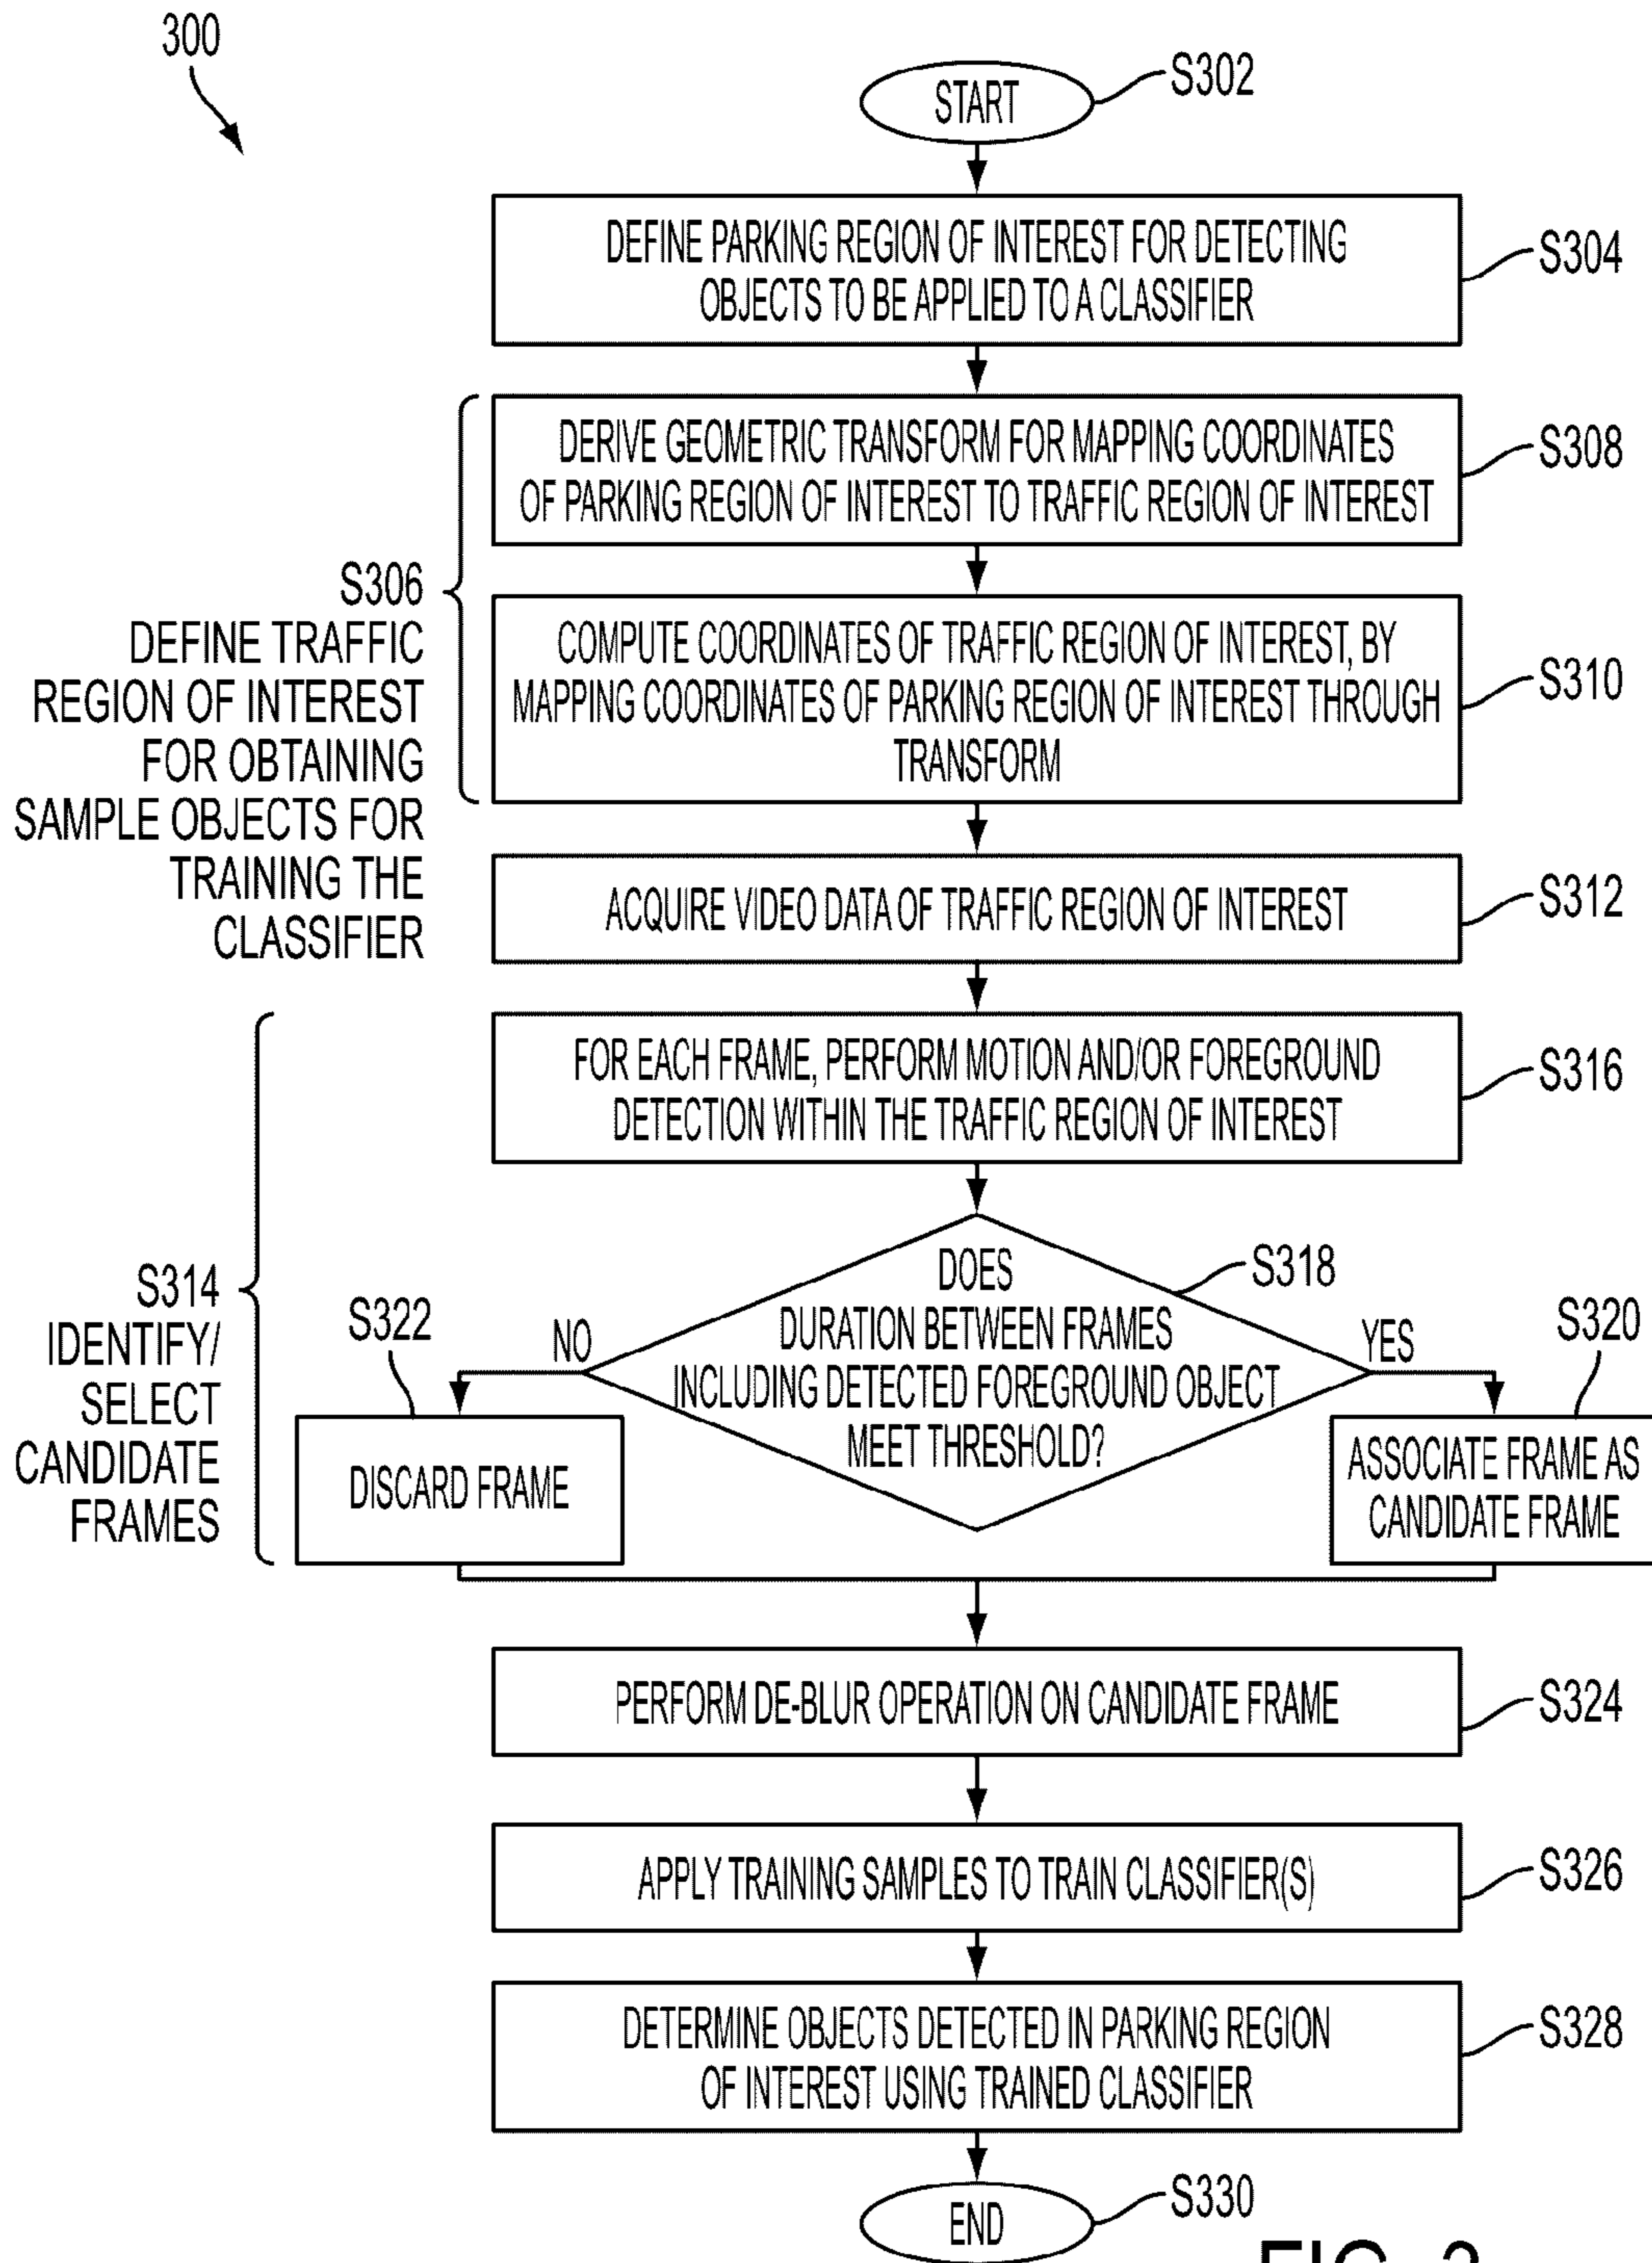 300
START
S302
DEFINE PARKING REGION OF INTEREST FOR DETECTING
OBJECTS TO BE APPLIED TO A CLASSIFIER
S304
DERIVE GEOMETRIC TRANSFORM FOR MAPPING COORDINATES
OF PARKING REGION OF INTEREST TO TRAFFIC REGION OF INTEREST
S308
S306
DEFINE TRAFFIC
REGION OF INTEREST
FOR OBTAINING
SAMPLE OBJECTS FOR
TRAINING THE
CLASSIFIER
COMPUTE COORDINATES OF TRAFFIC REGION OF INTEREST, BY
MAPPING COORDINATES OF PARKING REGION OF INTEREST THROUGH
TRANSFORM
S310
ACQUIRE VIDEO DATA OF TRAFFIC REGION OF INTEREST
S312
FOR EACH FRAME, PERFORM MOTION AND/OR FOREGROUND
DETECTION WITHIN THE TRAFFIC REGION OF INTEREST
S316
S314
IDENTIFY/
SELECT
CANDIDATE
FRAMES
DOES
DURATION BETWEEN FRAMES
INCLUDING DETECTED FOREGROUND OBJECT
MEET THRESHOLD?
S318
NO
S322
DISCARD FRAME
YES
S320
ASSOCIATE FRAME AS
CANDIDATE FRAME
PERFORM DE-BLUR OPERATION ON CANDIDATE FRAME
S324
APPLY TRAINING SAMPLES TO TRAIN CLASSIFIER(S)
S326
DETERMINE OBJECTS DETECTED IN PARKING REGION
OF INTEREST USING TRAINED CLASSIFIER
S328
END
S330